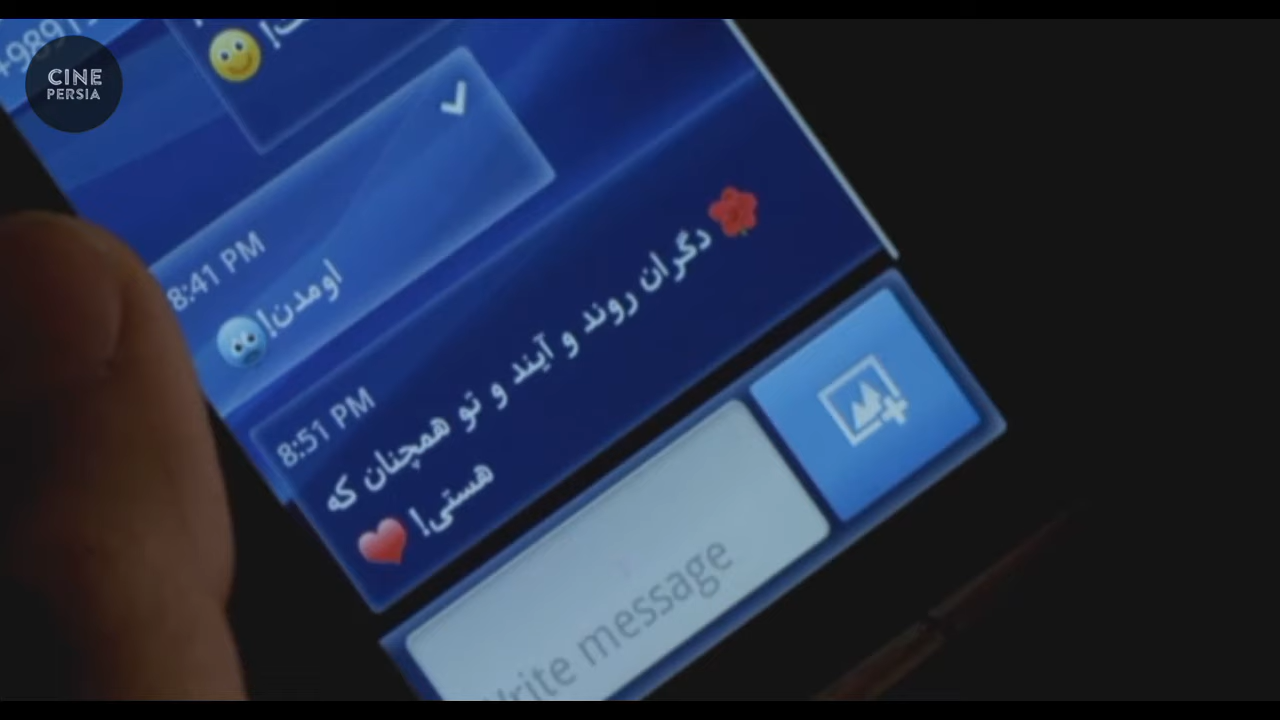 CINE
PERSIA
8:41 PM
اومدن!
8:51 PM
دگران روند و آیند و تو همچنان که
هستی!
Write message